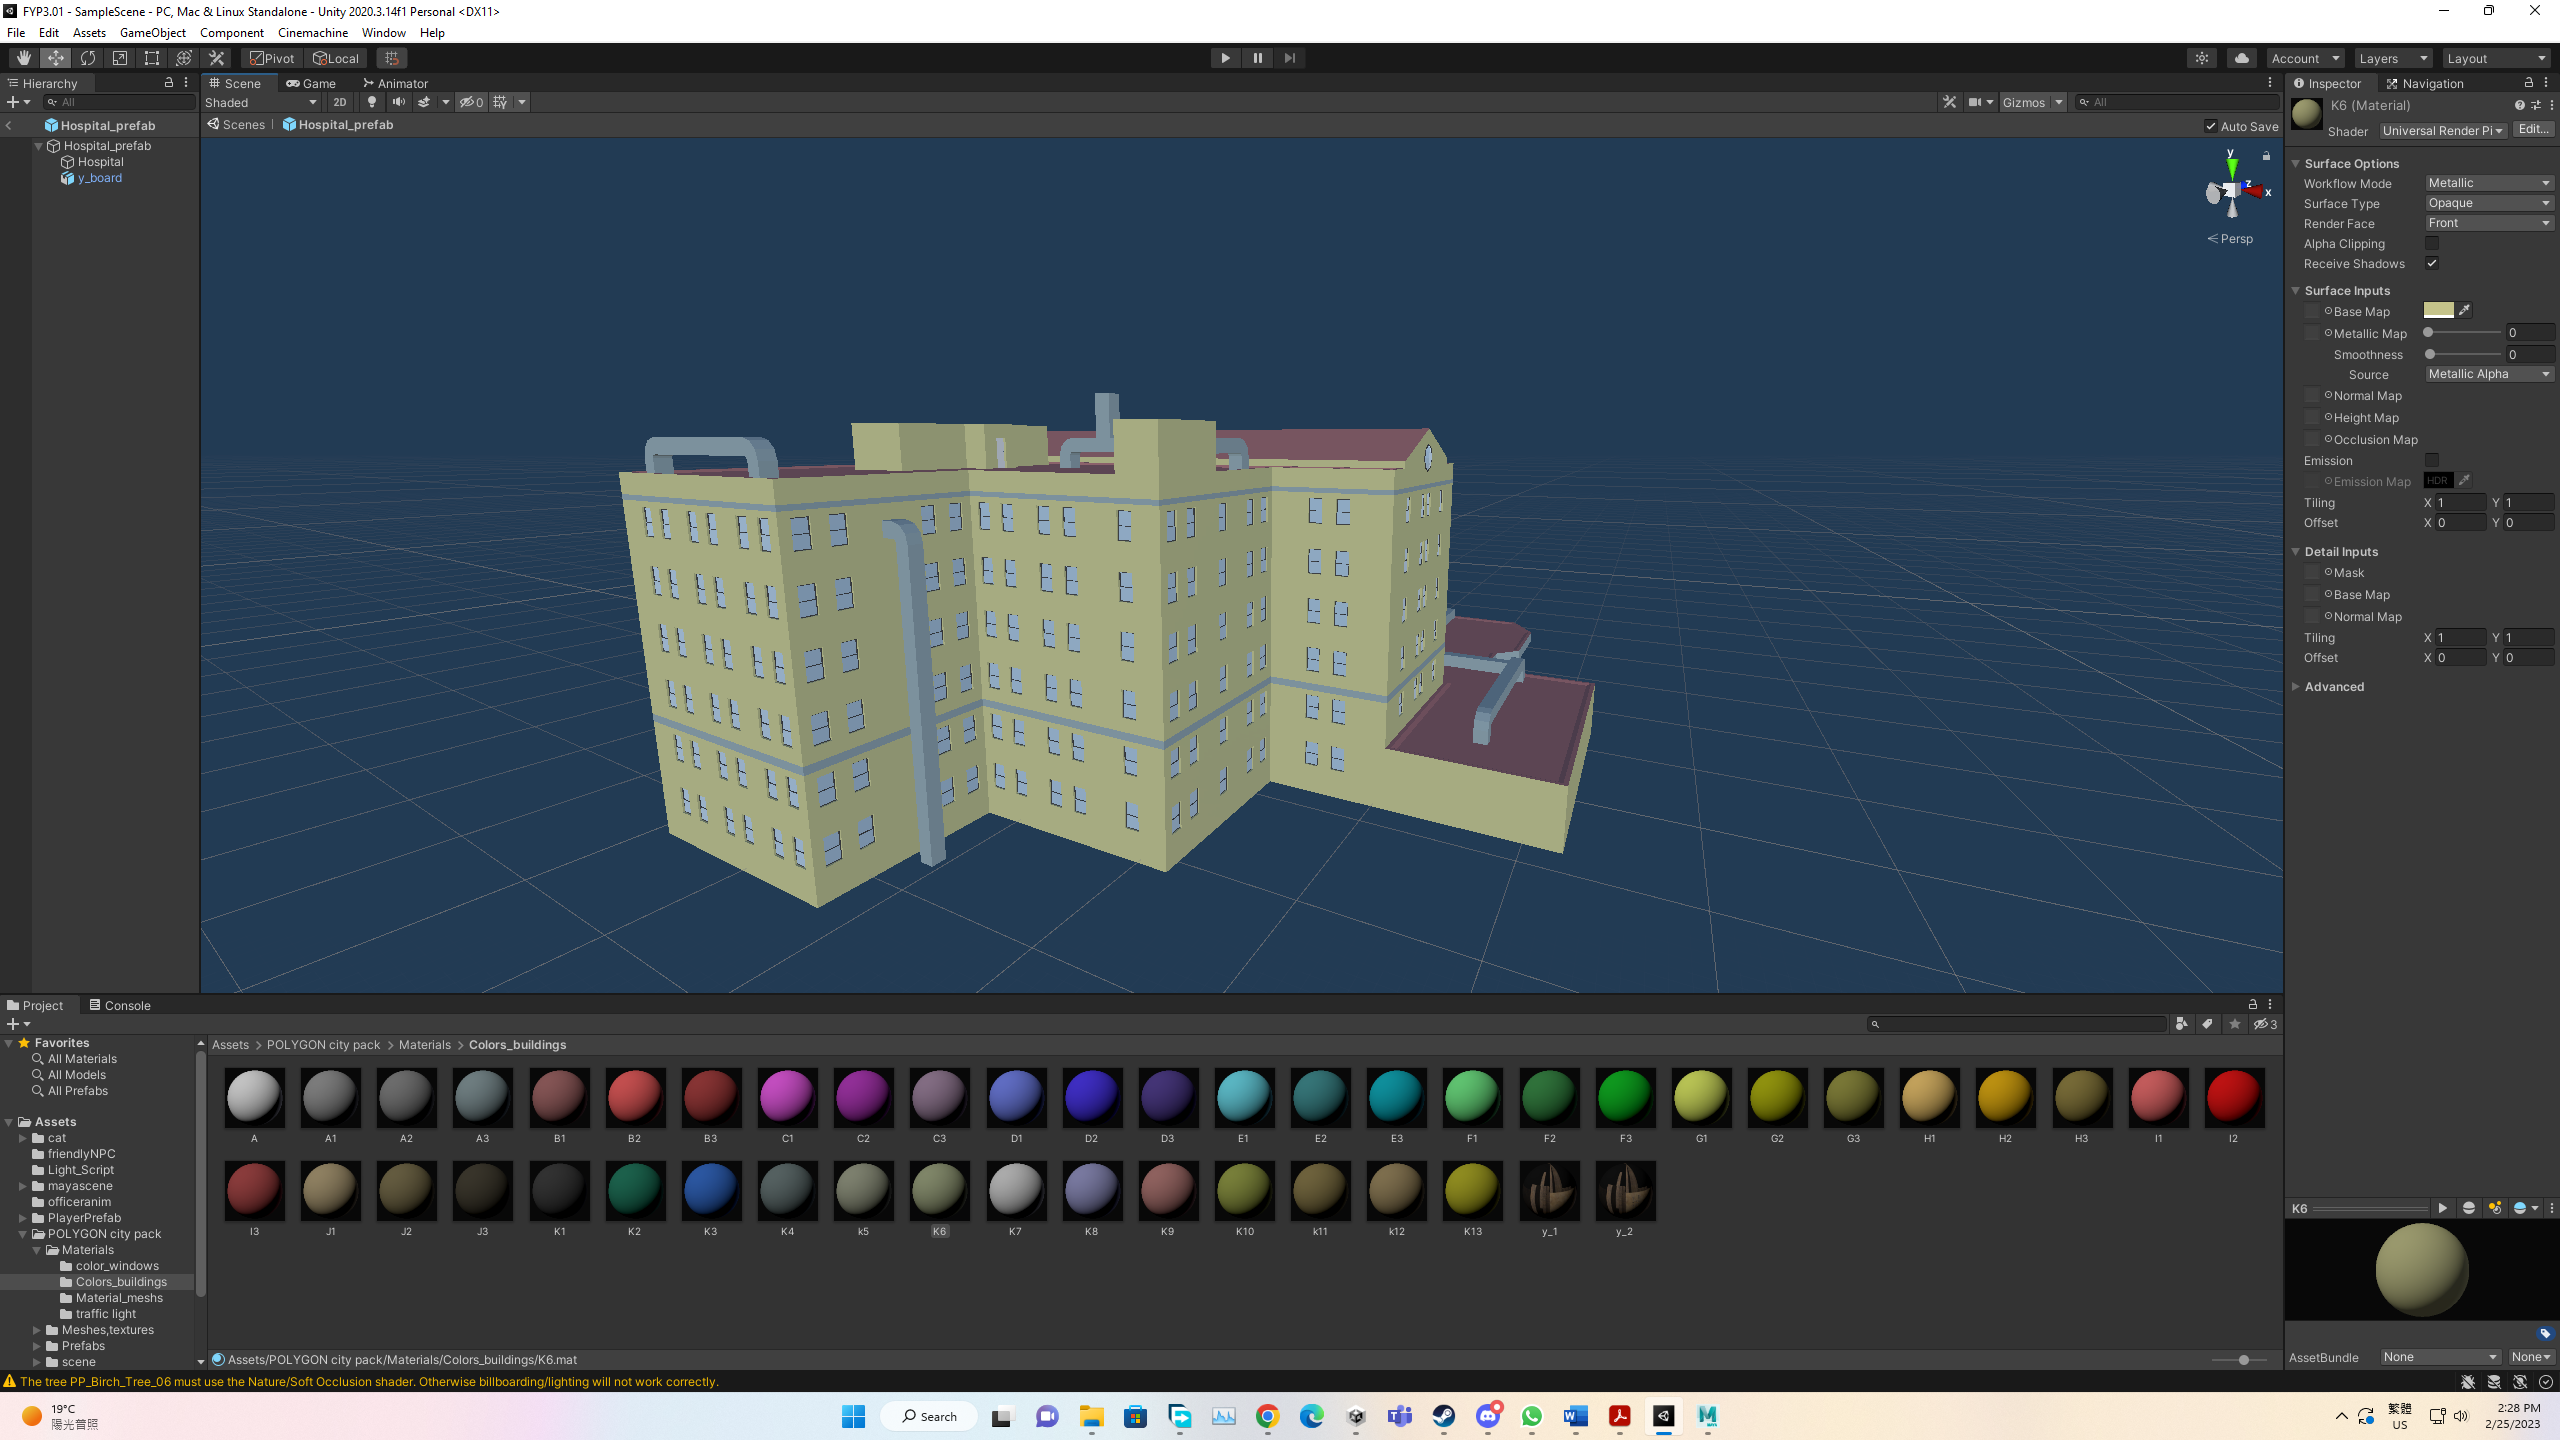 FYP3.01 - SampleScene - PC, Mac & Linux Standalone - Unity 2020.3.14f1 Personal <DX11>
File Edit Assets GameObject Component Cinemachine Window Help
Pivot Local Account Layers Layout
Hierarchy Scene Game Animator Inspector Navigation
All Shaded 2D 0 Gizmos All K6 (Material)
Hospital_prefab Scenes Hospital_prefab Auto Save Shader Universal Render Pi Edit...
Hospital_prefab
Hospital
y_board
y
z
x
Persp
Surface Options
Workflow Mode Metallic
Surface Type Opaque
Render Face Front
Alpha Clipping
Receive Shadows
Surface Inputs
Base Map
Metallic Map 0
Smoothness 0
Source Metallic Alpha
Normal Map
Height Map
Occlusion Map
Emission
Emission Map HDR
Tiling X 1 Y 1
Offset X 0 Y 0
Detail Inputs
Mask
Base Map
Normal Map
Tiling X 1 Y 1
Offset X 0 Y 0
Advanced
Project Console
3
Favorites
All Materials
All Models
All Prefabs
Assets
cat
friendlyNPC
Light_Script
mayascene
officeranim
PlayerPrefab
POLYGON city pack
Materials
color_windows
Colors_buildings
Material_meshs
traffic light
Meshes,textures
Prefabs
scene
Assets > POLYGON city pack > Materials > Colors_buildings
A A1 A2 A3 B1 B2 B3 C1 C2 C3 D1 D2 D3 E1 E2 E3 F1 F2 F3 G1 G2 G3 H1 H2 H3 I1 I2
I3 J1 J2 J3 K1 K2 K3 K4 k5 K6 K7 K8 K9 K10 k11 k12 K13 y_1 y_2
Assets/POLYGON city pack/Materials/Colors_buildings/K6.mat
K6
AssetBundle None None
The tree PP_Birch_Tree_06 must use the Nature/Soft Occlusion shader. Otherwise billboarding/lighting will not work correctly.
19°C
陽光普照
Search
繁體
US
2:28 PM
2/25/2023